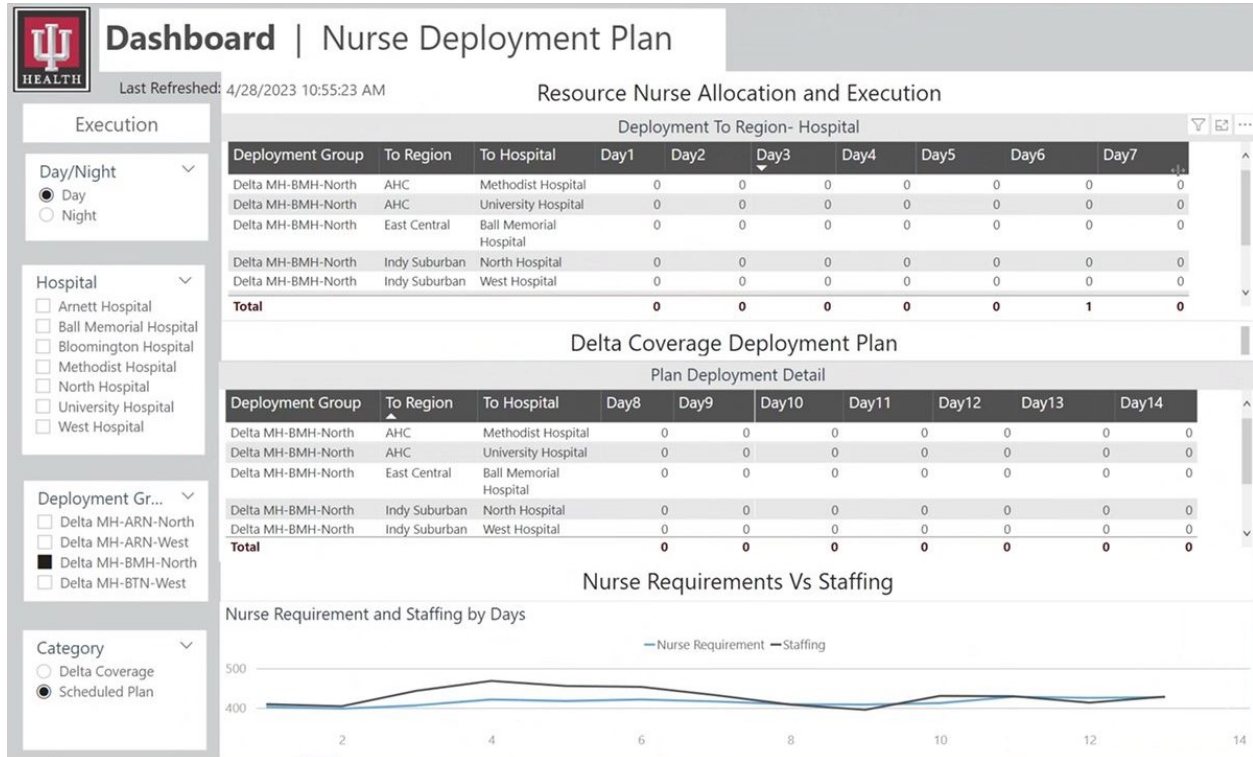 Dashboard | Nurse Deployment Plan
HEALTH
Last Refreshed: 4/28/2023 10:55:23 AM
Execution
Day/Night
Day
Night
Hospital
Arnett Hospital
Ball Memorial Hospital
Bloomington Hospital
Methodist Hospital
North Hospital
University Hospital
West Hospital
Deployment Gr...
Delta MH-ARN-North
Delta MH-ARN-West
Delta MH-BMH-North
Delta MH-BTN-West
Category
Delta Coverage
Scheduled Plan
Resource Nurse Allocation and Execution
Deployment To Region- Hospital
Deployment Group To Region To Hospital Day1 Day2 Day3 Day4 Day5 Day6 Day7
Delta MH-BMH-North AHC Methodist Hospital 0 0 0 0 0 0 0
Delta MH-BMH-North AHC University Hospital 0 0 0 0 0 0 0
Delta MH-BMH-North East Central Ball Memorial 0 0 0 0 0 0 0
Hospital
Delta MH-BMH-North Indy Suburban North Hospital 0 0 0 0 0 0 0
Delta MH-BMH-North Indy Suburban West Hospital 0 0 0 0 0 0 0
Total 0 0 0 0 0 1 0
Delta Coverage Deployment Plan
Plan Deployment Detail
Deployment Group To Region To Hospital Day8 Day9 Day10 Day11 Day12 Day13 Day14
Delta MH-BMH-North AHC Methodist Hospital 0 0 0 0 0 0 0
Delta MH-BMH-North AHC University Hospital 0 0 0 0 0 0 0
Delta MH-BMH-North East Central Ball Memorial 0 0 0 0 0 0 0
Hospital
Delta MH-BMH-North Indy Suburban North Hospital 0 0 0 0 0 0 0
Delta MH-BMH-North Indy Suburban West Hospital 0 0 0 0 0 0 0
Total 0 0 0 0 0 0 0
Nurse Requirements Vs Staffing
Nurse Requirement and Staffing by Days
Nurse Requirement Staffing
500
400
2 4 6 8 10 12 14